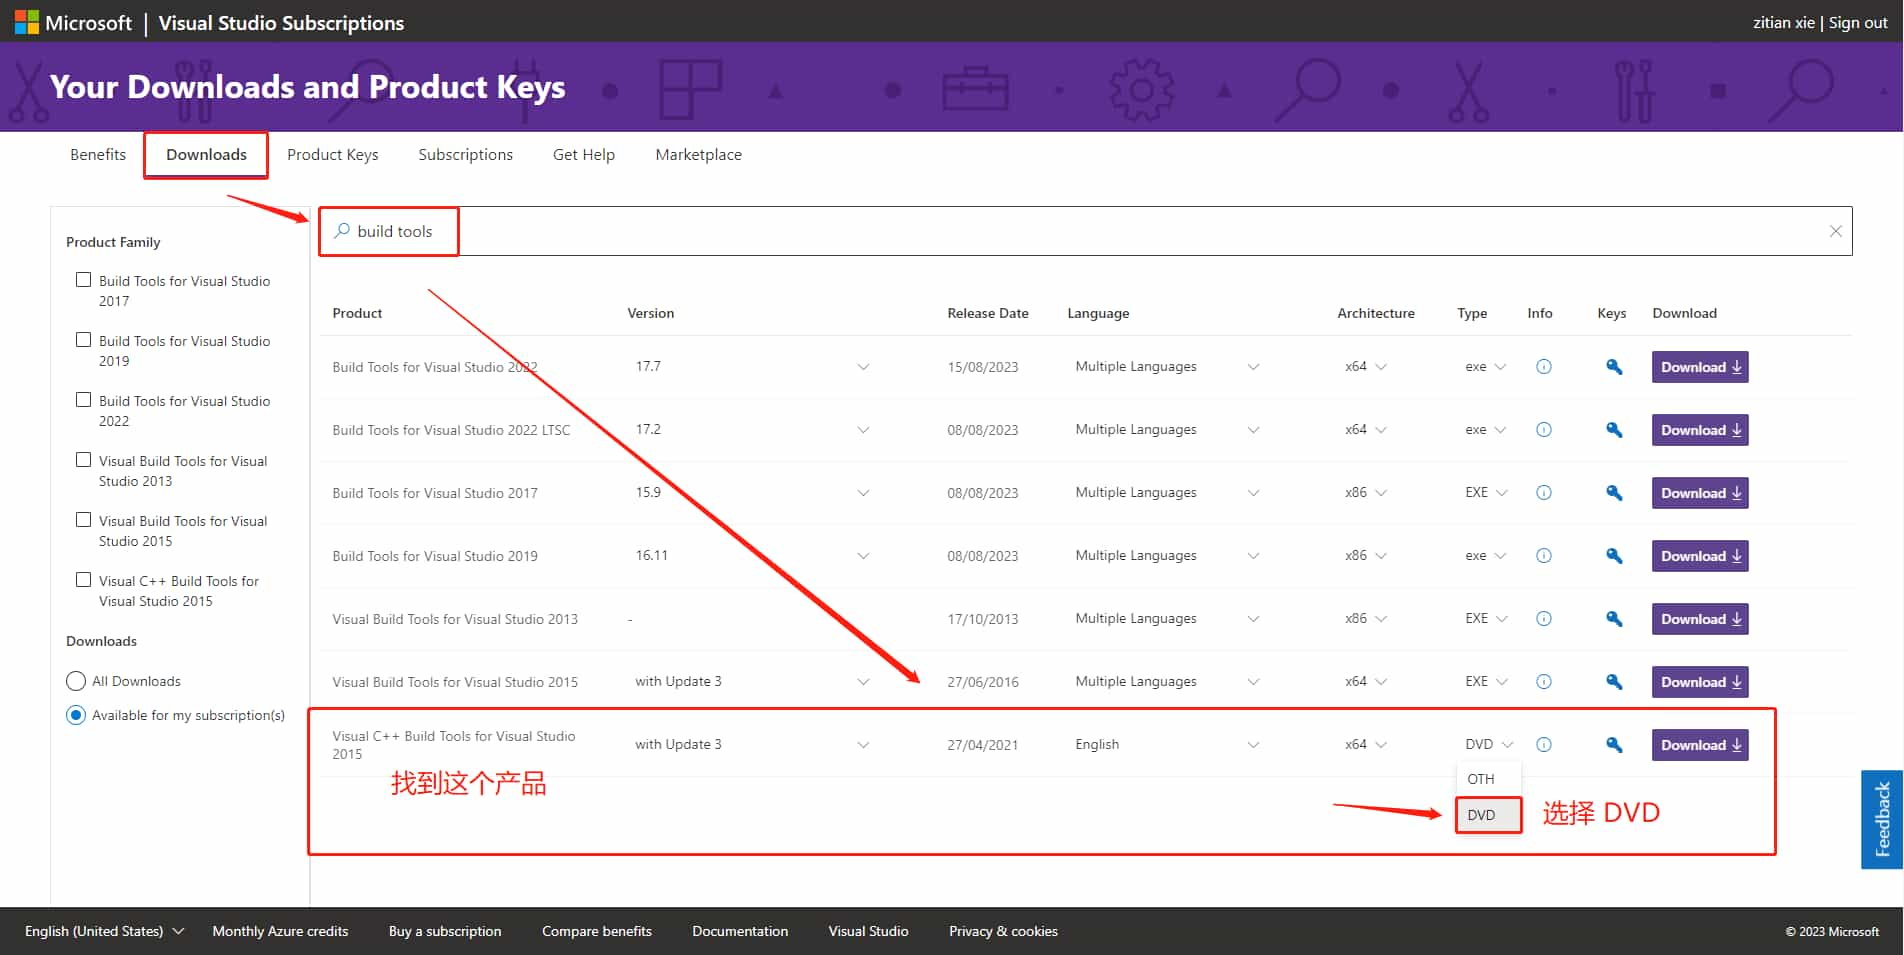 Microsoft | Visual Studio Subscriptions
zitian xie | Sign out
Your Downloads and Product Keys
Benefits
Downloads
Product Keys
Subscriptions
Get Help
Marketplace
Product Family
Build Tools for Visual Studio
2017
Build Tools for Visual Studio
2019
Build Tools for Visual Studio
2022
Visual Build Tools for Visual
Studio 2013
Visual Build Tools for Visual
Studio 2015
Visual C++ Build Tools for
Visual Studio 2015
Downloads
All Downloads
Available for my subscription(s)
build tools
Product Version Release Date Language Architecture Type Info Keys Download
Build Tools for Visual Studio 2022 17.7 15/08/2023 Multiple Languages x64 exe Download
Build Tools for Visual Studio 2022 LTSC 17.2 08/08/2023 Multiple Languages x64 exe Download
Build Tools for Visual Studio 2017 15.9 08/08/2023 Multiple Languages x86 EXE Download
Build Tools for Visual Studio 2019 16.11 08/08/2023 Multiple Languages x86 exe Download
Visual Build Tools for Visual Studio 2013 - 17/10/2013 Multiple Languages x86 EXE Download
Visual Build Tools for Visual Studio 2015 with Update 3 27/06/2016 Multiple Languages x64 EXE Download
Visual C++ Build Tools for Visual Studio
2015
with Update 3 27/04/2021 English x64 DVD Download
找到这个产品
OTH
DVD
选择 DVD
Feedback
English (United States)
Monthly Azure credits
Buy a subscription
Compare benefits
Documentation
Visual Studio
Privacy & cookies
© 2023 Microsoft